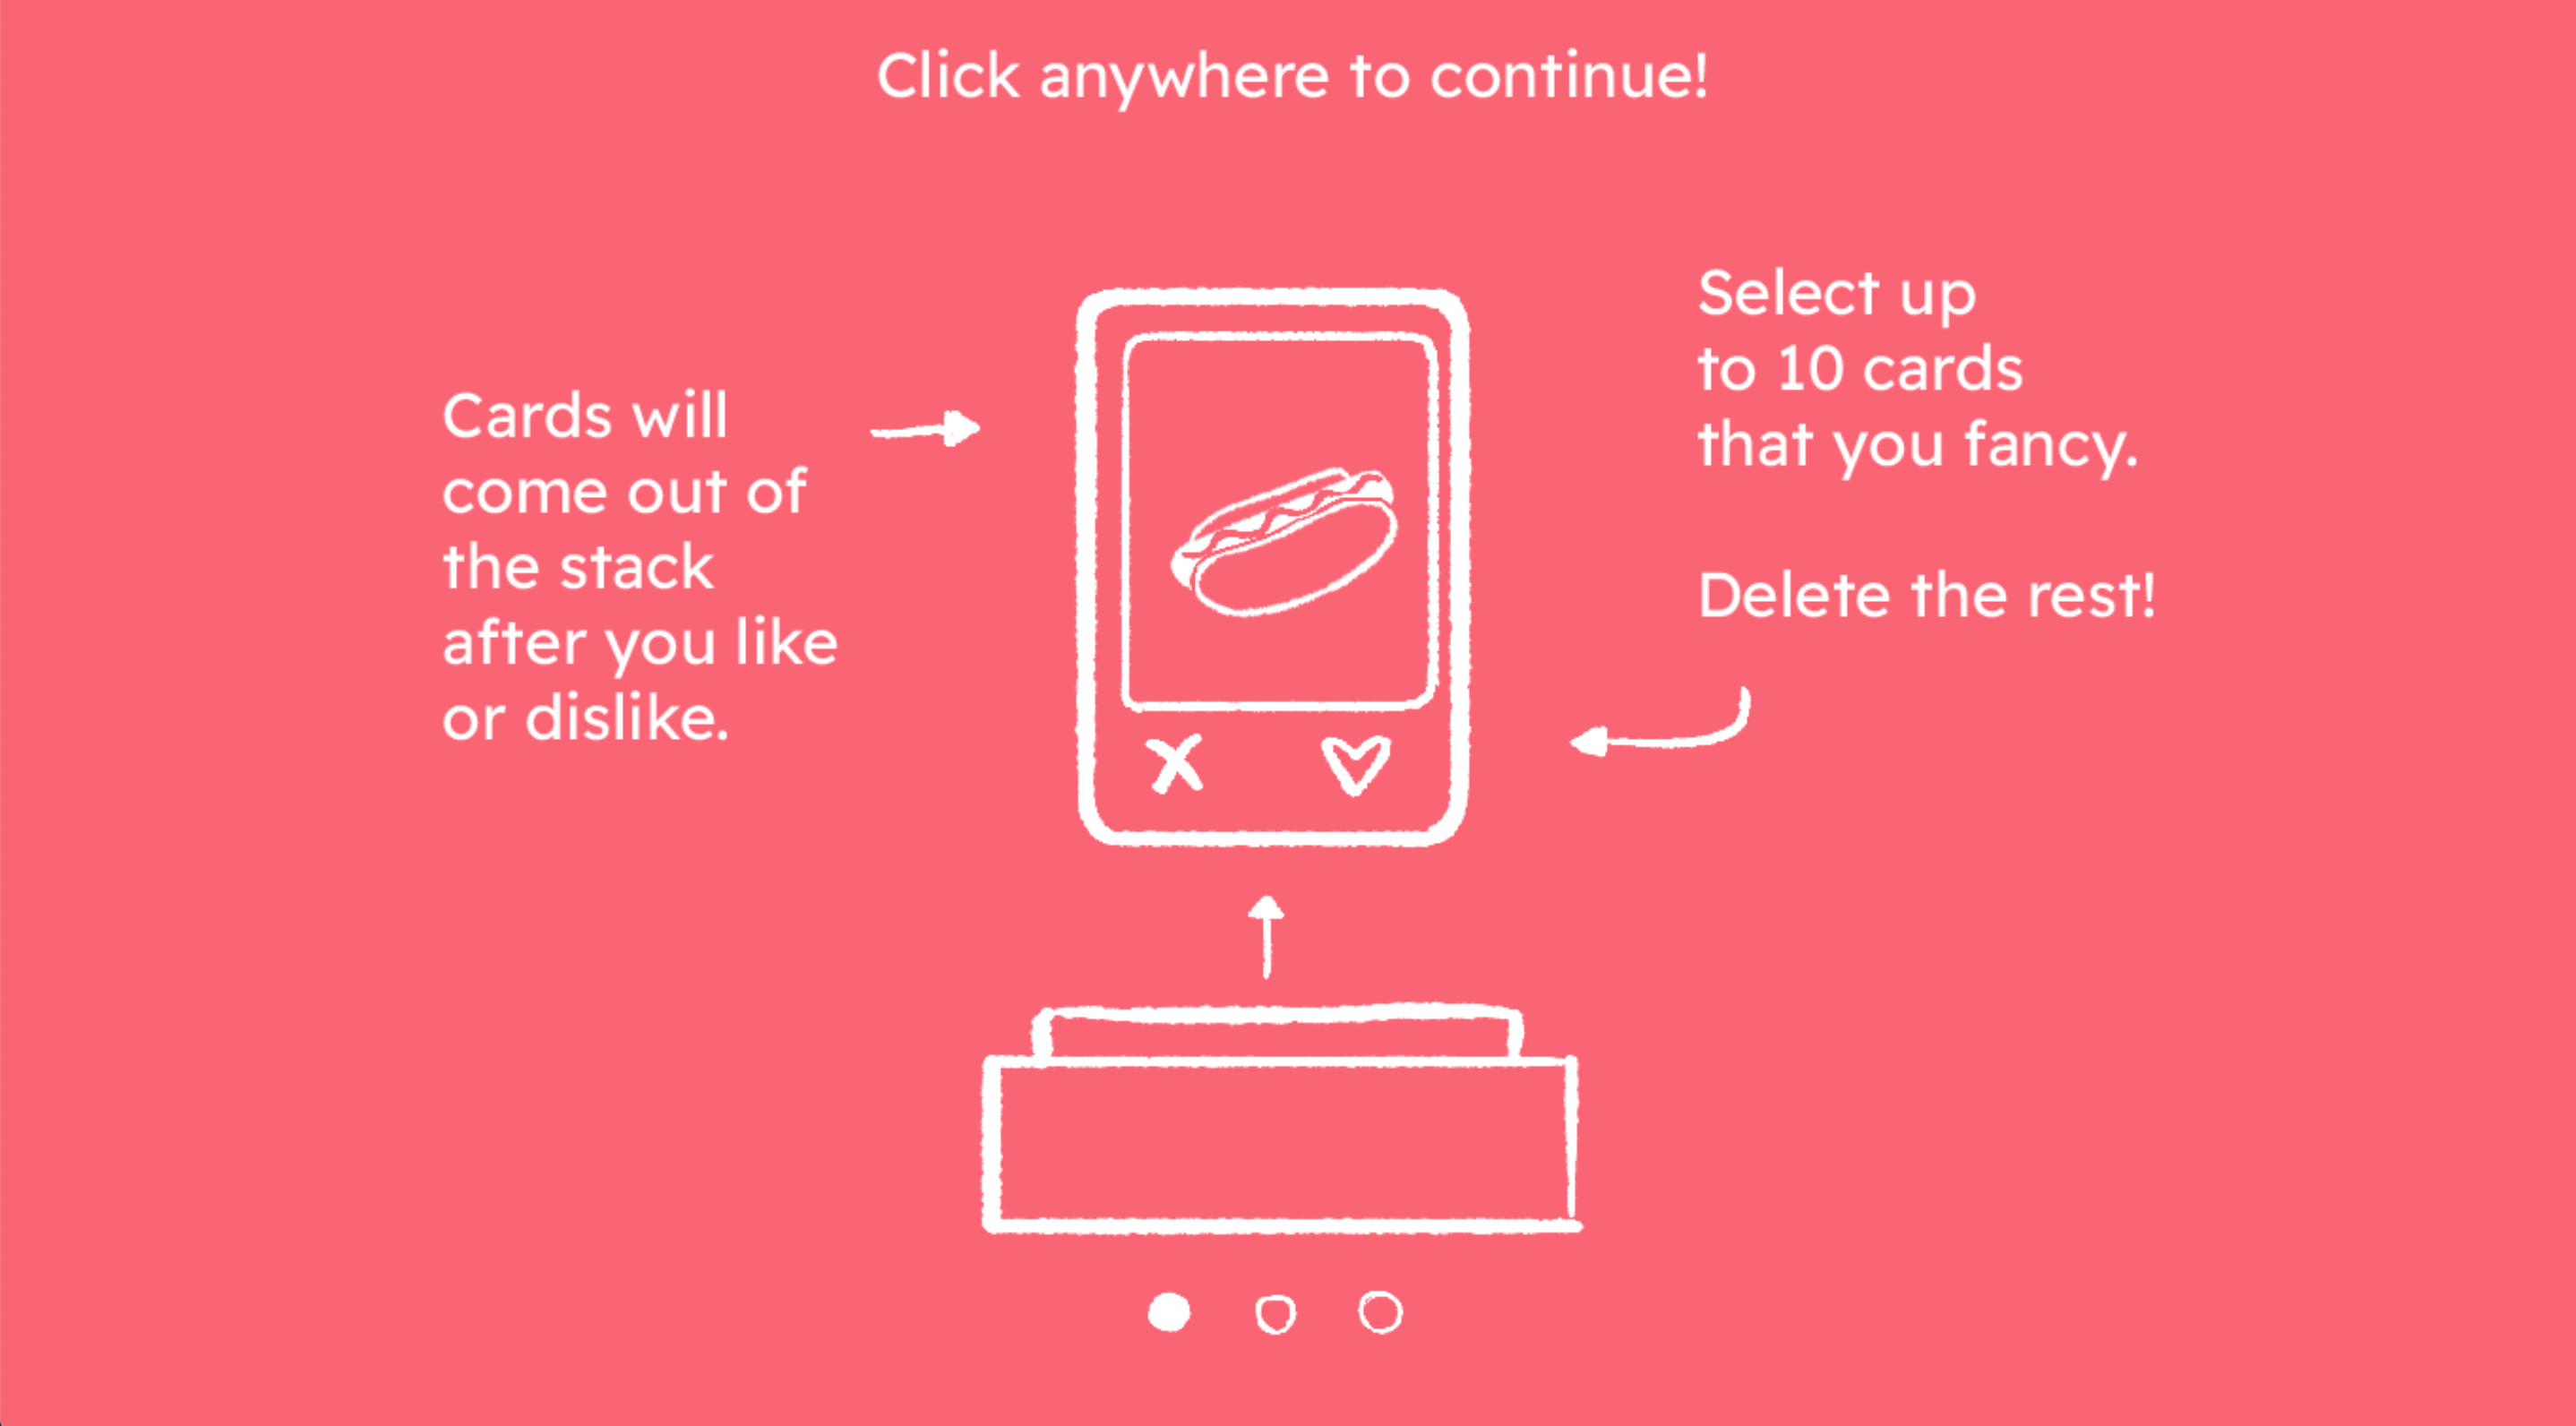 Click anywhere to continue!
Cards will
come out of
the stack
after you like
or dislike.
Select up
to 10 cards
that you fancy.
Delete the rest!